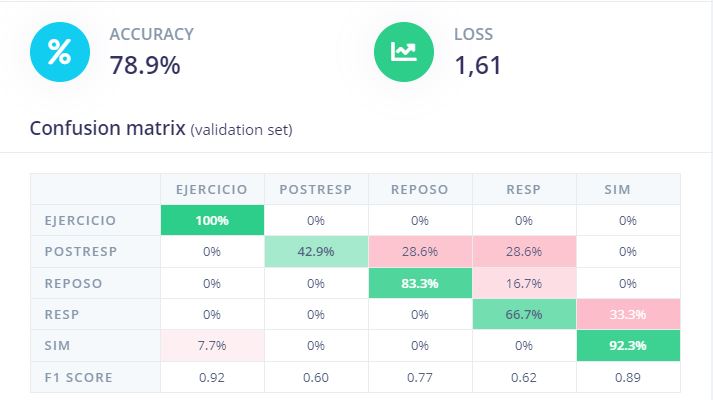 ACCURACY
78.9%
LOSS
1,61
Confusion matrix (validation set)
EJERCICIO POSTRESP REPOSO RESP SIM
EJERCICIO 100% 0% 0% 0% 0%
POSTRESP 0% 42.9% 28.6% 28.6% 0%
REPOSO 0% 0% 83.3% 16.7% 0%
RESP 0% 0% 0% 66.7% 33.3%
SIM 7.7% 0% 0% 0% 92.3%
F1 SCORE 0.92 0.60 0.77 0.62 0.89